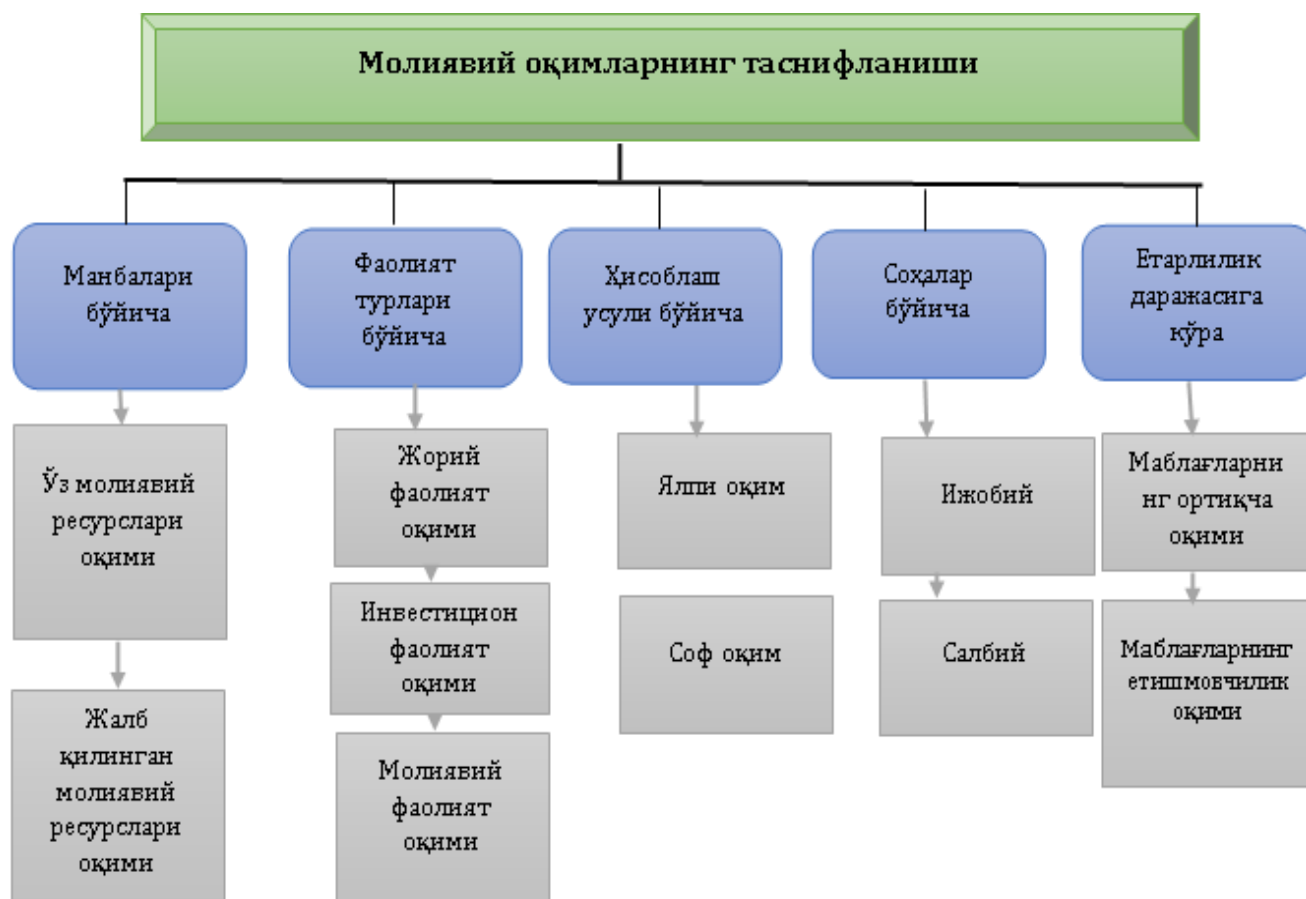 Молиявий оқимларнинг таснифланиши
Манбалари
бўйича
Фаолият
турлари
бўйича
Ҳисоблаш
усули бўйича
Соҳалар
бўйича
Етарлилик
даражасига
кўра
Ўз молиявий
ресурслари
оқими
Жалб
қилинган
молиявий
ресурслари
оқими
Жорий
фаолият
оқими
Инвестицион
фаолият
оқими
Молиявий
фаолият
оқими
Ялпи оқим
Соф оқим
Ижобий
Салбий
Маблағларни
нг ортиқча
оқими
Маблағларнинг
етишмовчилик
оқими